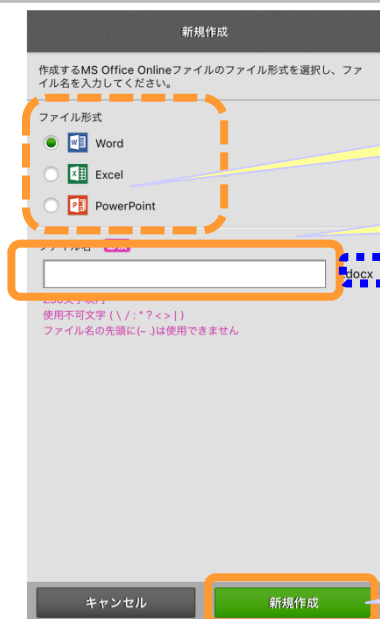 新規作成
作成するMS Office Onlineファイルのファイル形式を選択し、ファ
イル名を入力してください。
ファイル形式
Word
Excel
PowerPoint
docx
使用不可文字 ( \ / : * ? < > | )
ファイル名の先頭に(~ .)は使用できません
キャンセル
新規作成